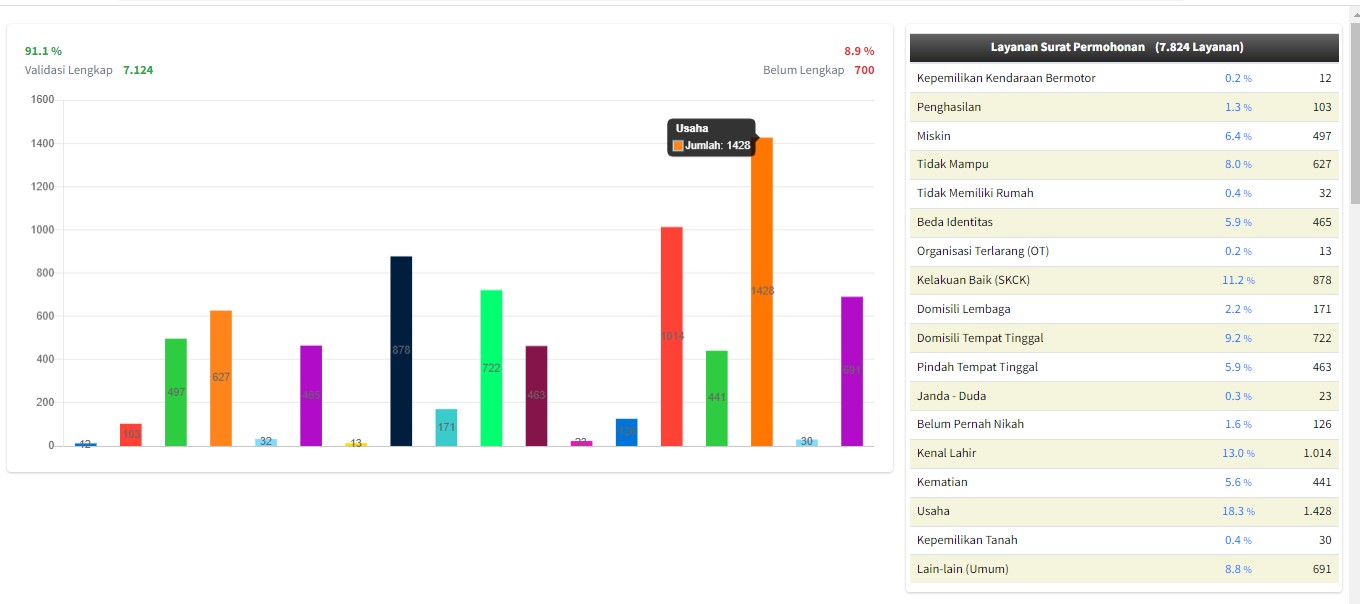 91.1 %
8.9 %
Validasi Lengkap 7.124
Belum Lengkap 700
1600
1400
1200
1000
800
600
400
200
0
Usaha
Jumlah: 1428
12
103
497
627
32
465
13
878
171
722
463
23
126
1014
441
1428
30
691
Layanan Surat Permohonan (7.824 Layanan)
Kepemilikan Kendaraan Bermotor 0.2 % 12
Penghasilan 1.3 % 103
Miskin 6.4 % 497
Tidak Mampu 8.0 % 627
Tidak Memiliki Rumah 0.4 % 32
Beda Identitas 5.9 % 465
Organisasi Terlarang (OT) 0.2 % 13
Kelakuan Baik (SKCK) 11.2 % 878
Domisili Lembaga 2.2 % 171
Domisili Tempat Tinggal 9.2 % 722
Pindah Tempat Tinggal 5.9 % 463
Janda - Duda 0.3 % 23
Belum Pernah Nikah 1.6 % 126
Kenal Lahir 13.0 % 1.014
Kematian 5.6 % 441
Usaha 18.3 % 1.428
Kepemilikan Tanah 0.4 % 30
Lain-lain (Umum) 8.8 % 691